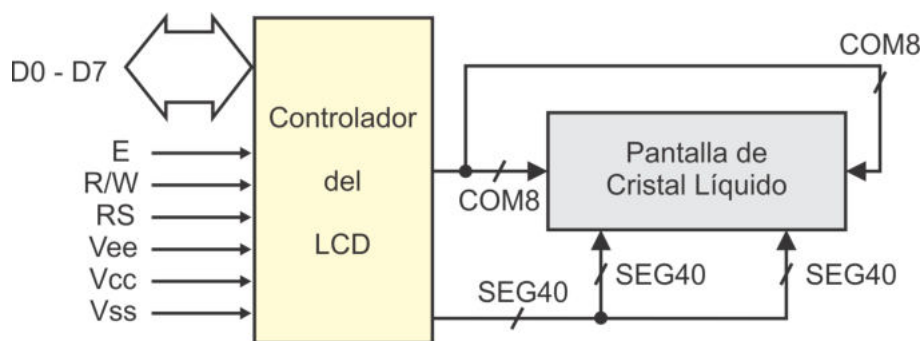 D0 - D7
E
R/W
RS
Vee
Vcc
Vss
Controlador
del
LCD
COM8
COM8
Pantalla de
Cristal Líquido
SEG40
SEG40
SEG40